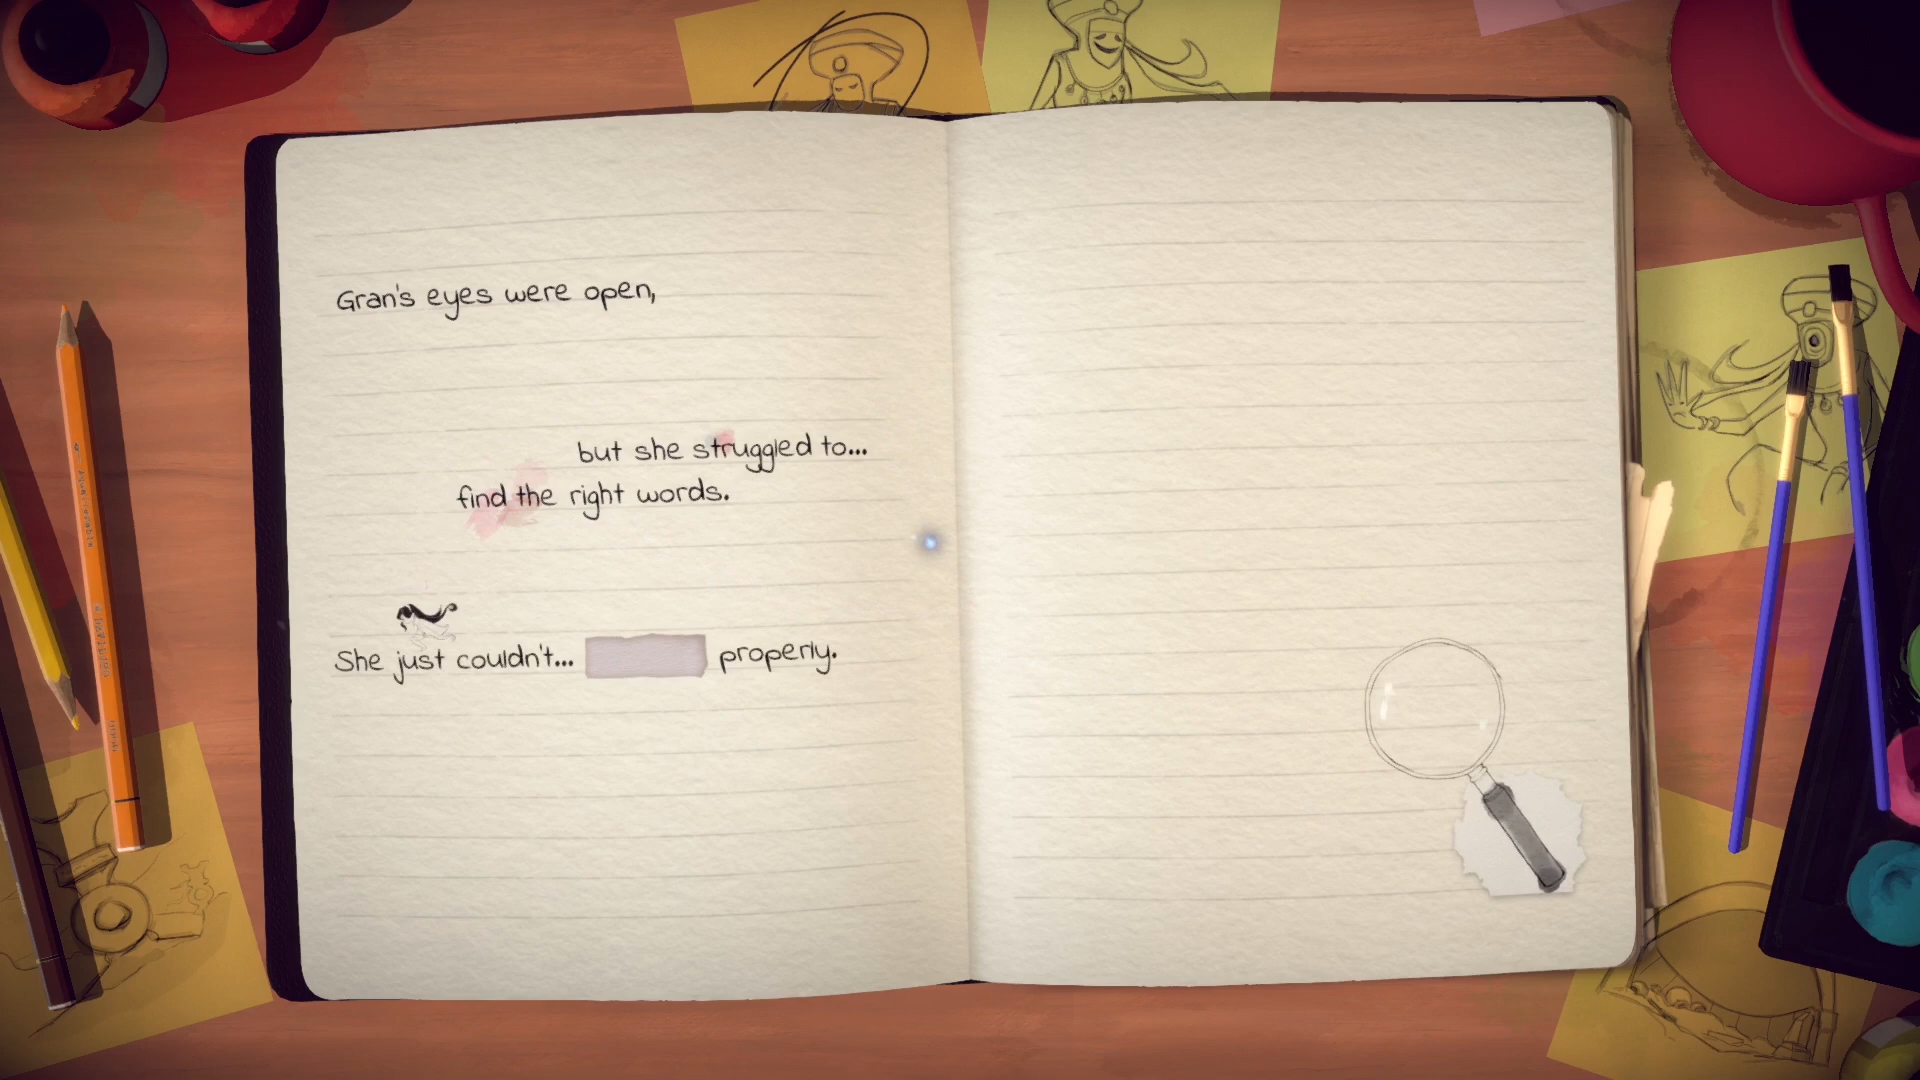 Gran's eyes were open,
but she struggled to...
find the right words.
She just couldn't... properly.